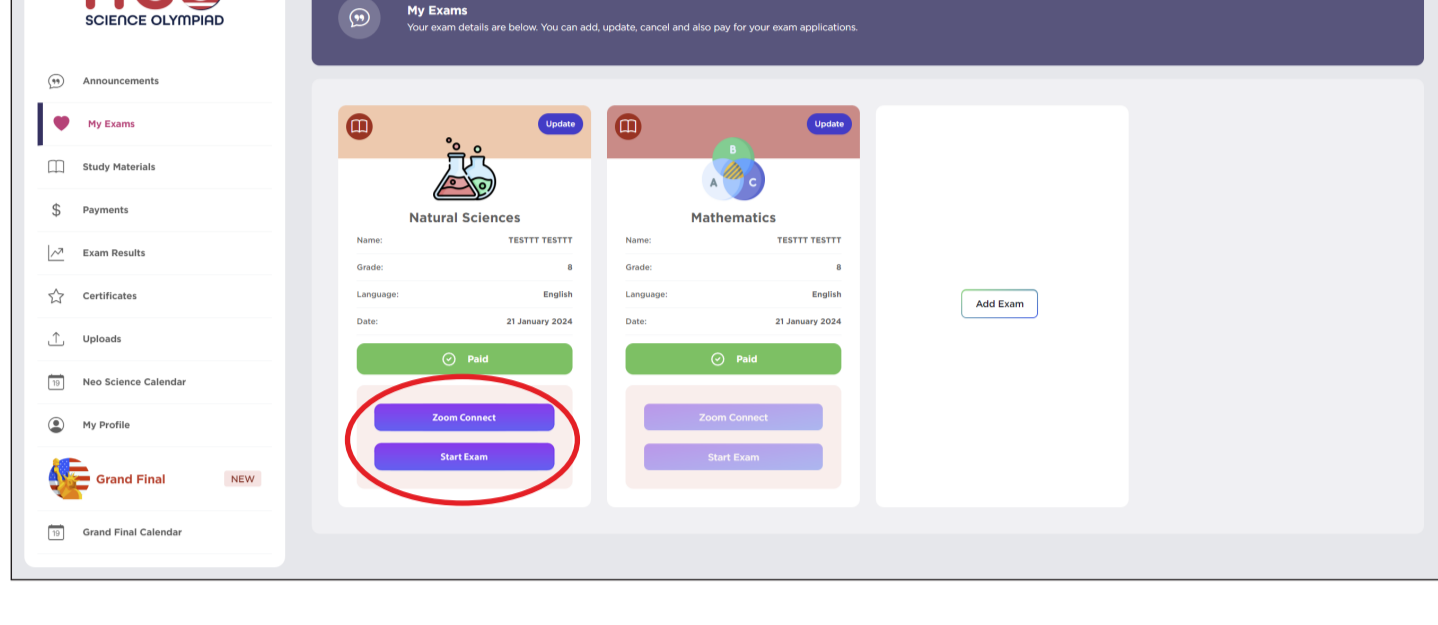 SCIENCE OLYMPIAD
My Exams
Your exam details are below. You can add, update, cancel and also pay for your exam applications.
Announcements
My Exams
Study Materials
$ Payments
Exam Results
Certificates
Uploads
19 Neo Science Calendar
My Profile
Grand Final NEW
19 Grand Final Calendar
Update
Natural Sciences
Name: TESTTT TESTTT
Grade: 8
Language: English
Date: 21 January 2024
Paid
Zoom Connect
Start Exam
Update
B
A C
Mathematics
Name: TESTTT TESTTT
Grade: 8
Language: English
Date: 21 January 2024
Paid
Zoom Connect
Start Exam
Add Exam